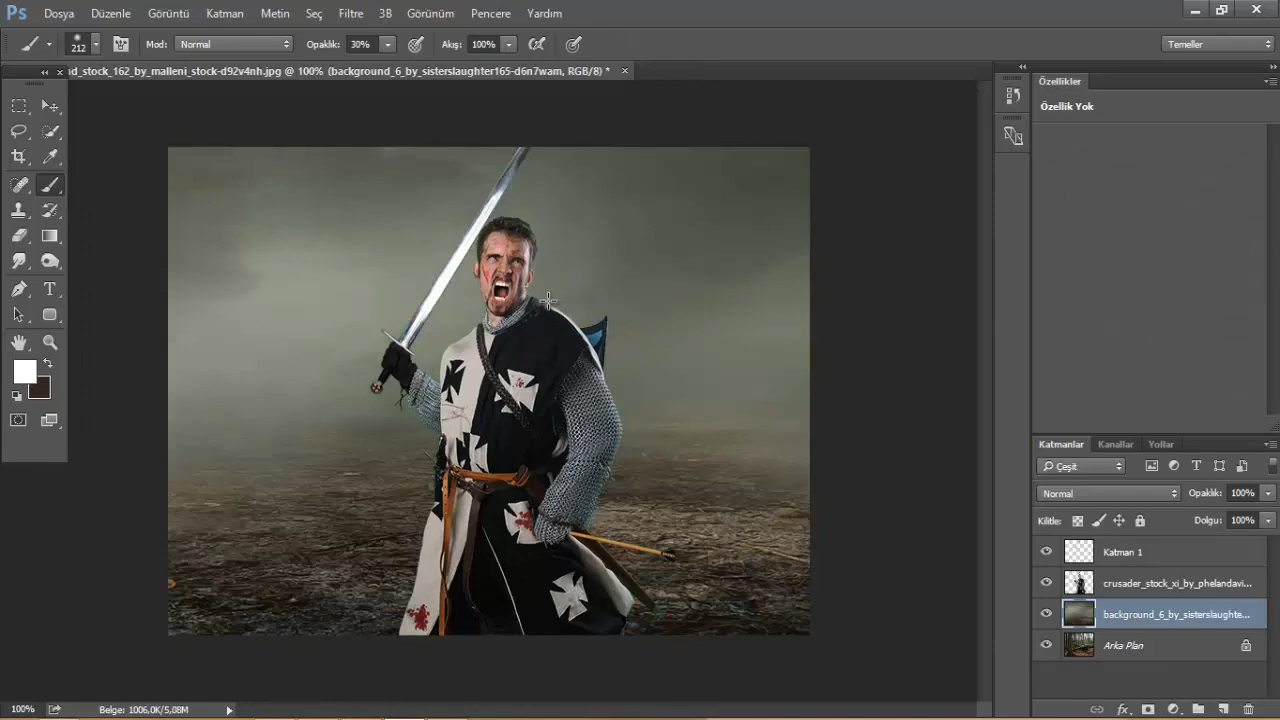 Ps Dosya Düzenle Görüntü Katman Metin Seç Filtre 3B Görünüm Pencere Yardım
212 Mod: Normal Opaklık: 30% Akış: 100% Temeller
ıd_stock_162_by_malleni_stock-d92v4nh.jpg @ 100% (background_6_by_sisterslaughter165-d6n7wam, RGB/8) *
Özellikler
Özellik Yok
Katmanlar Kanallar Yollar
Çeşit
Normal Opaklık: 100%
Kilitle: Dolgu: 100%
Katman 1
crusader_stock_xi_by_phelandavi...
background_6_by_sisterslaughte...
Arka Plan
100% Belge: 1006,0K/5,08M